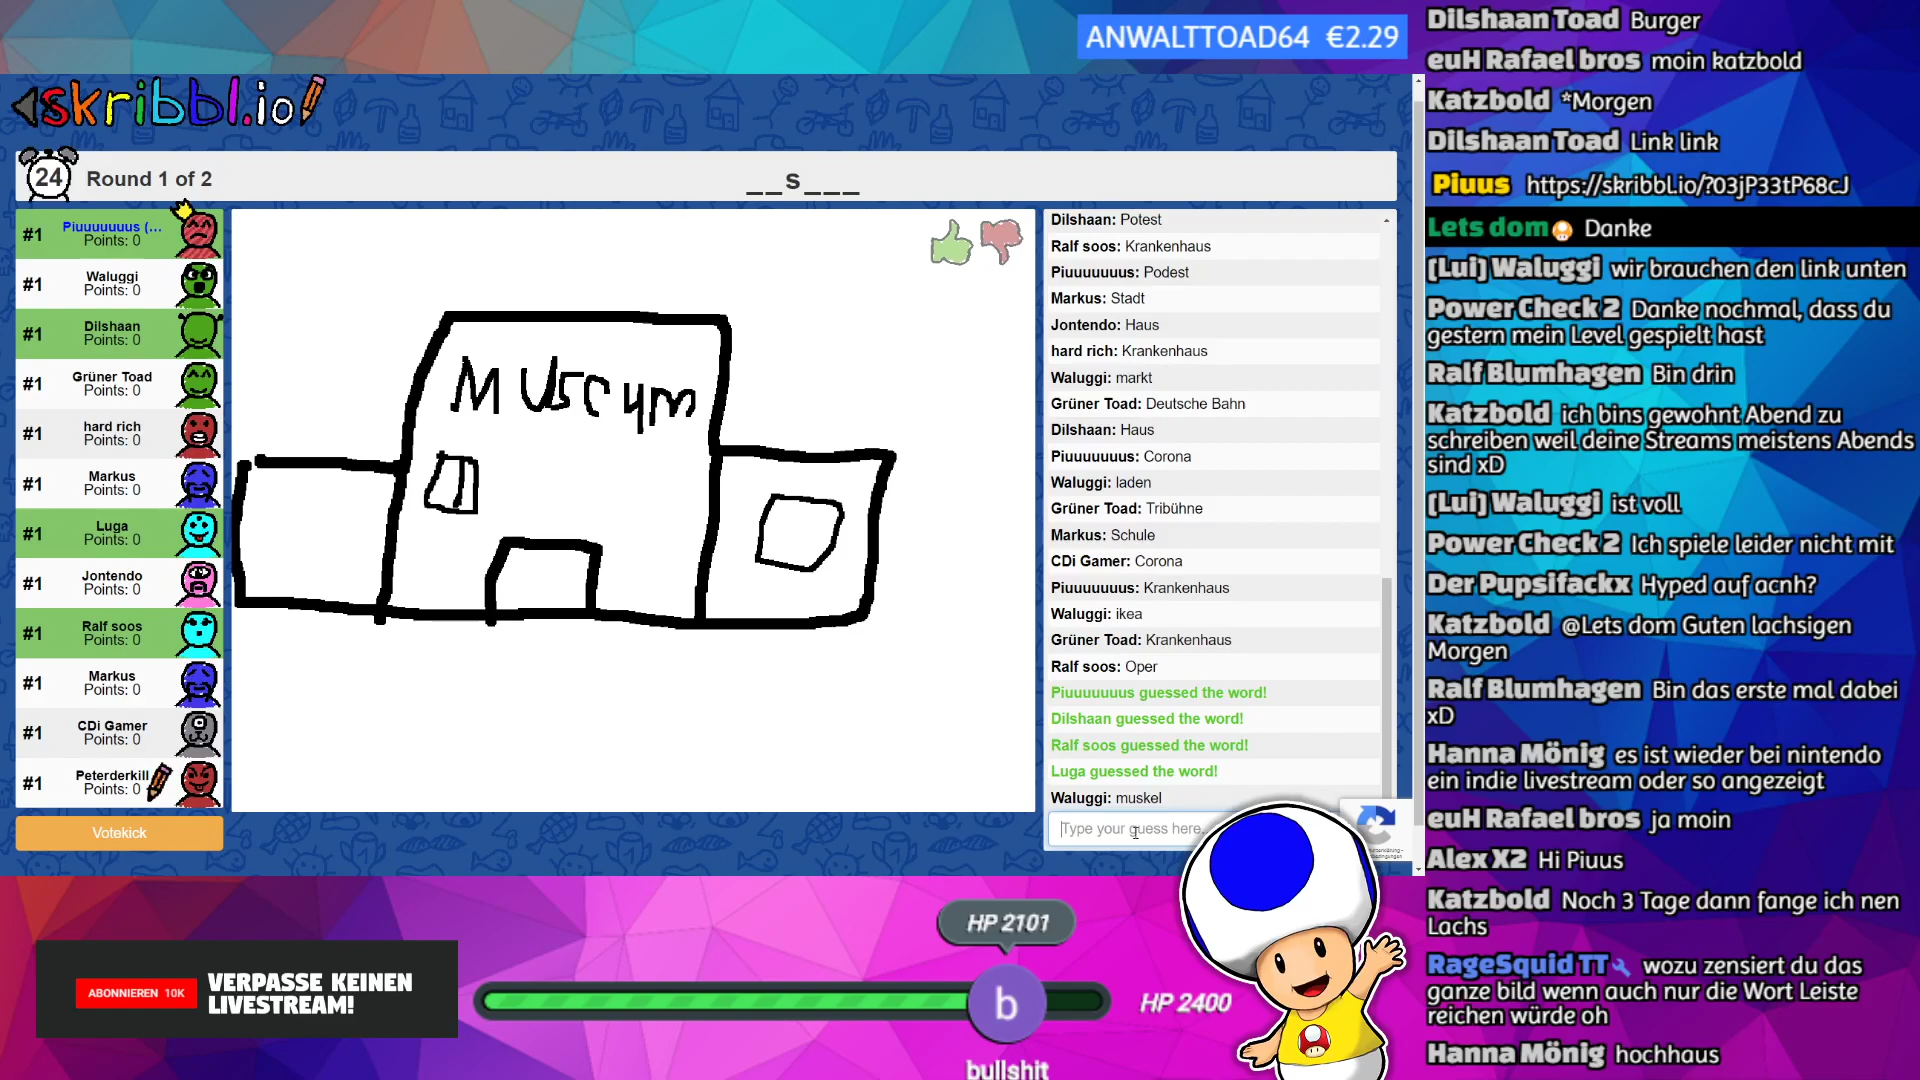 ANWALTTOAD64 €2.29
skribbl.io
24 Round 1 of 2
__s___
#1 Piuuuuuuus (...
Points: 0
#1 Waluggi
Points: 0
#1 Dilshaan
Points: 0
#1 Grüner Toad
Points: 0
#1 hard rich
Points: 0
#1 Markus
Points: 0
#1 Luga
Points: 0
#1 Jontendo
Points: 0
#1 Ralf soos
Points: 0
#1 Markus
Points: 0
#1 CDi Gamer
Points: 0
#1 Peterderkill
Points: 0
Votekick
Museum
Dilshaan: Potest
Ralf soos: Krankenhaus
Piuuuuuuus: Podest
Markus: Stadt
Jontendo: Haus
hard rich: Krankenhaus
Waluggi: markt
Grüner Toad: Deutsche Bahn
Dilshaan: Haus
Piuuuuuuus: Corona
Waluggi: laden
Grüner Toad: Tribühne
Markus: Schule
CDi Gamer: Corona
Piuuuuuuus: Krankenhaus
Waluggi: ikea
Grüner Toad: Krankenhaus
Ralf soos: Oper
Piuuuuuuus guessed the word!
Dilshaan guessed the word!
Ralf soos guessed the word!
Luga guessed the word!
Waluggi: muskel
Type your guess here...
Dilshaan Toad Burger
euH Rafael bros moin katzbold
Katzbold *Morgen
Dilshaan Toad Link link
Piuus https://skribbl.io/?03jP33tP68cJ
Lets dom Danke
[Lui] Waluggi wir brauchen den link unten
Power Check 2 Danke nochmal, dass du
gestern mein Level gespielt hast
Ralf Blumhagen Bin drin
Katzbold ich bins gewohnt Abend zu
schreiben weil deine Streams meistens Abends
sind xD
[Lui] Waluggi ist voll
Power Check 2 Ich spiele leider nicht mit
Der Pupsifackx Hyped auf acnh?
Katzbold @Lets dom Guten lachsigen
Morgen
Ralf Blumhagen Bin das erste mal dabei
xD
Hanna Mönig es ist wieder bei nintendo
ein indie livestream oder so angezeigt
euH Rafael bros ja moin
Alex X2 Hi Piuus
Katzbold Noch 3 Tage dann fange ich nen
Lachs
RageSquid TT wozu zensiert du das
ganze bild wenn auch nur die Wort Leiste
reichen würde oh
Hanna Mönig hochhaus
ABONNIEREN 10K
VERPASSE KEINEN
LIVESTREAM!
HP 2101
b
HP 2400
bullshit